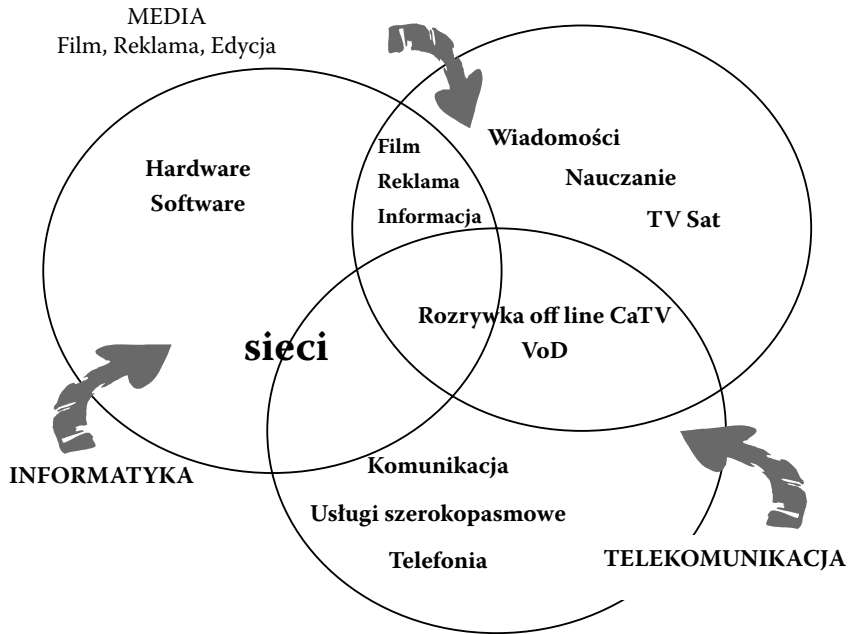 MEDIA
Film, Reklama, Edycja
Hardware
Software
Film
Reklama
Informacja
Wiadomości
Nauczanie
TV Sat
sieci
Rozrywka off line CaTV
VoD
INFORMATYKA
Komunikacja
Usługi szerokopasmowe
Telefonia
TELEKOMUNIKACJA